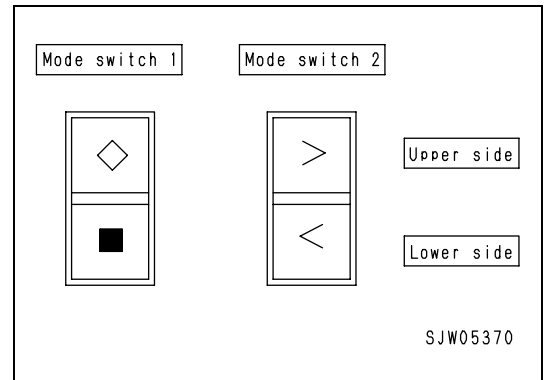 Mode switch 1 Mode switch 2
>
Upper side
<
Lower side
SJW05370